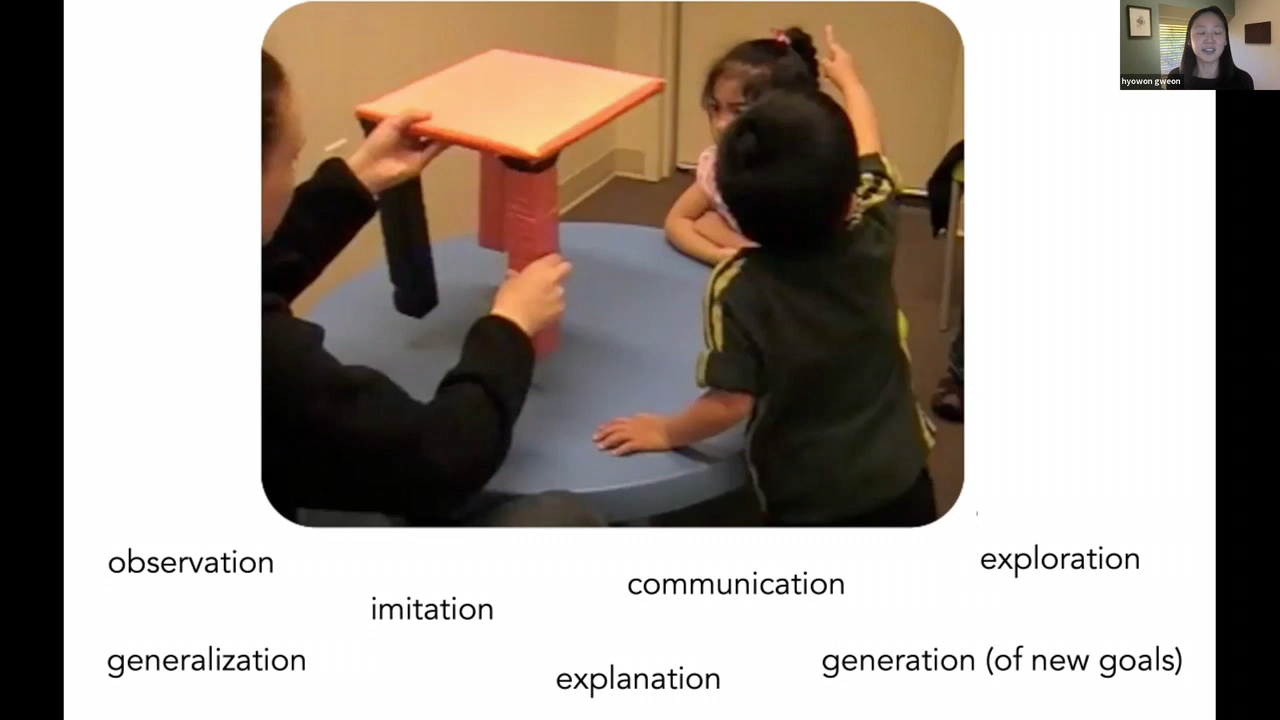 hyowon gweon
observation
exploration
communication
imitation
generalization
generation (of new goals)
explanation